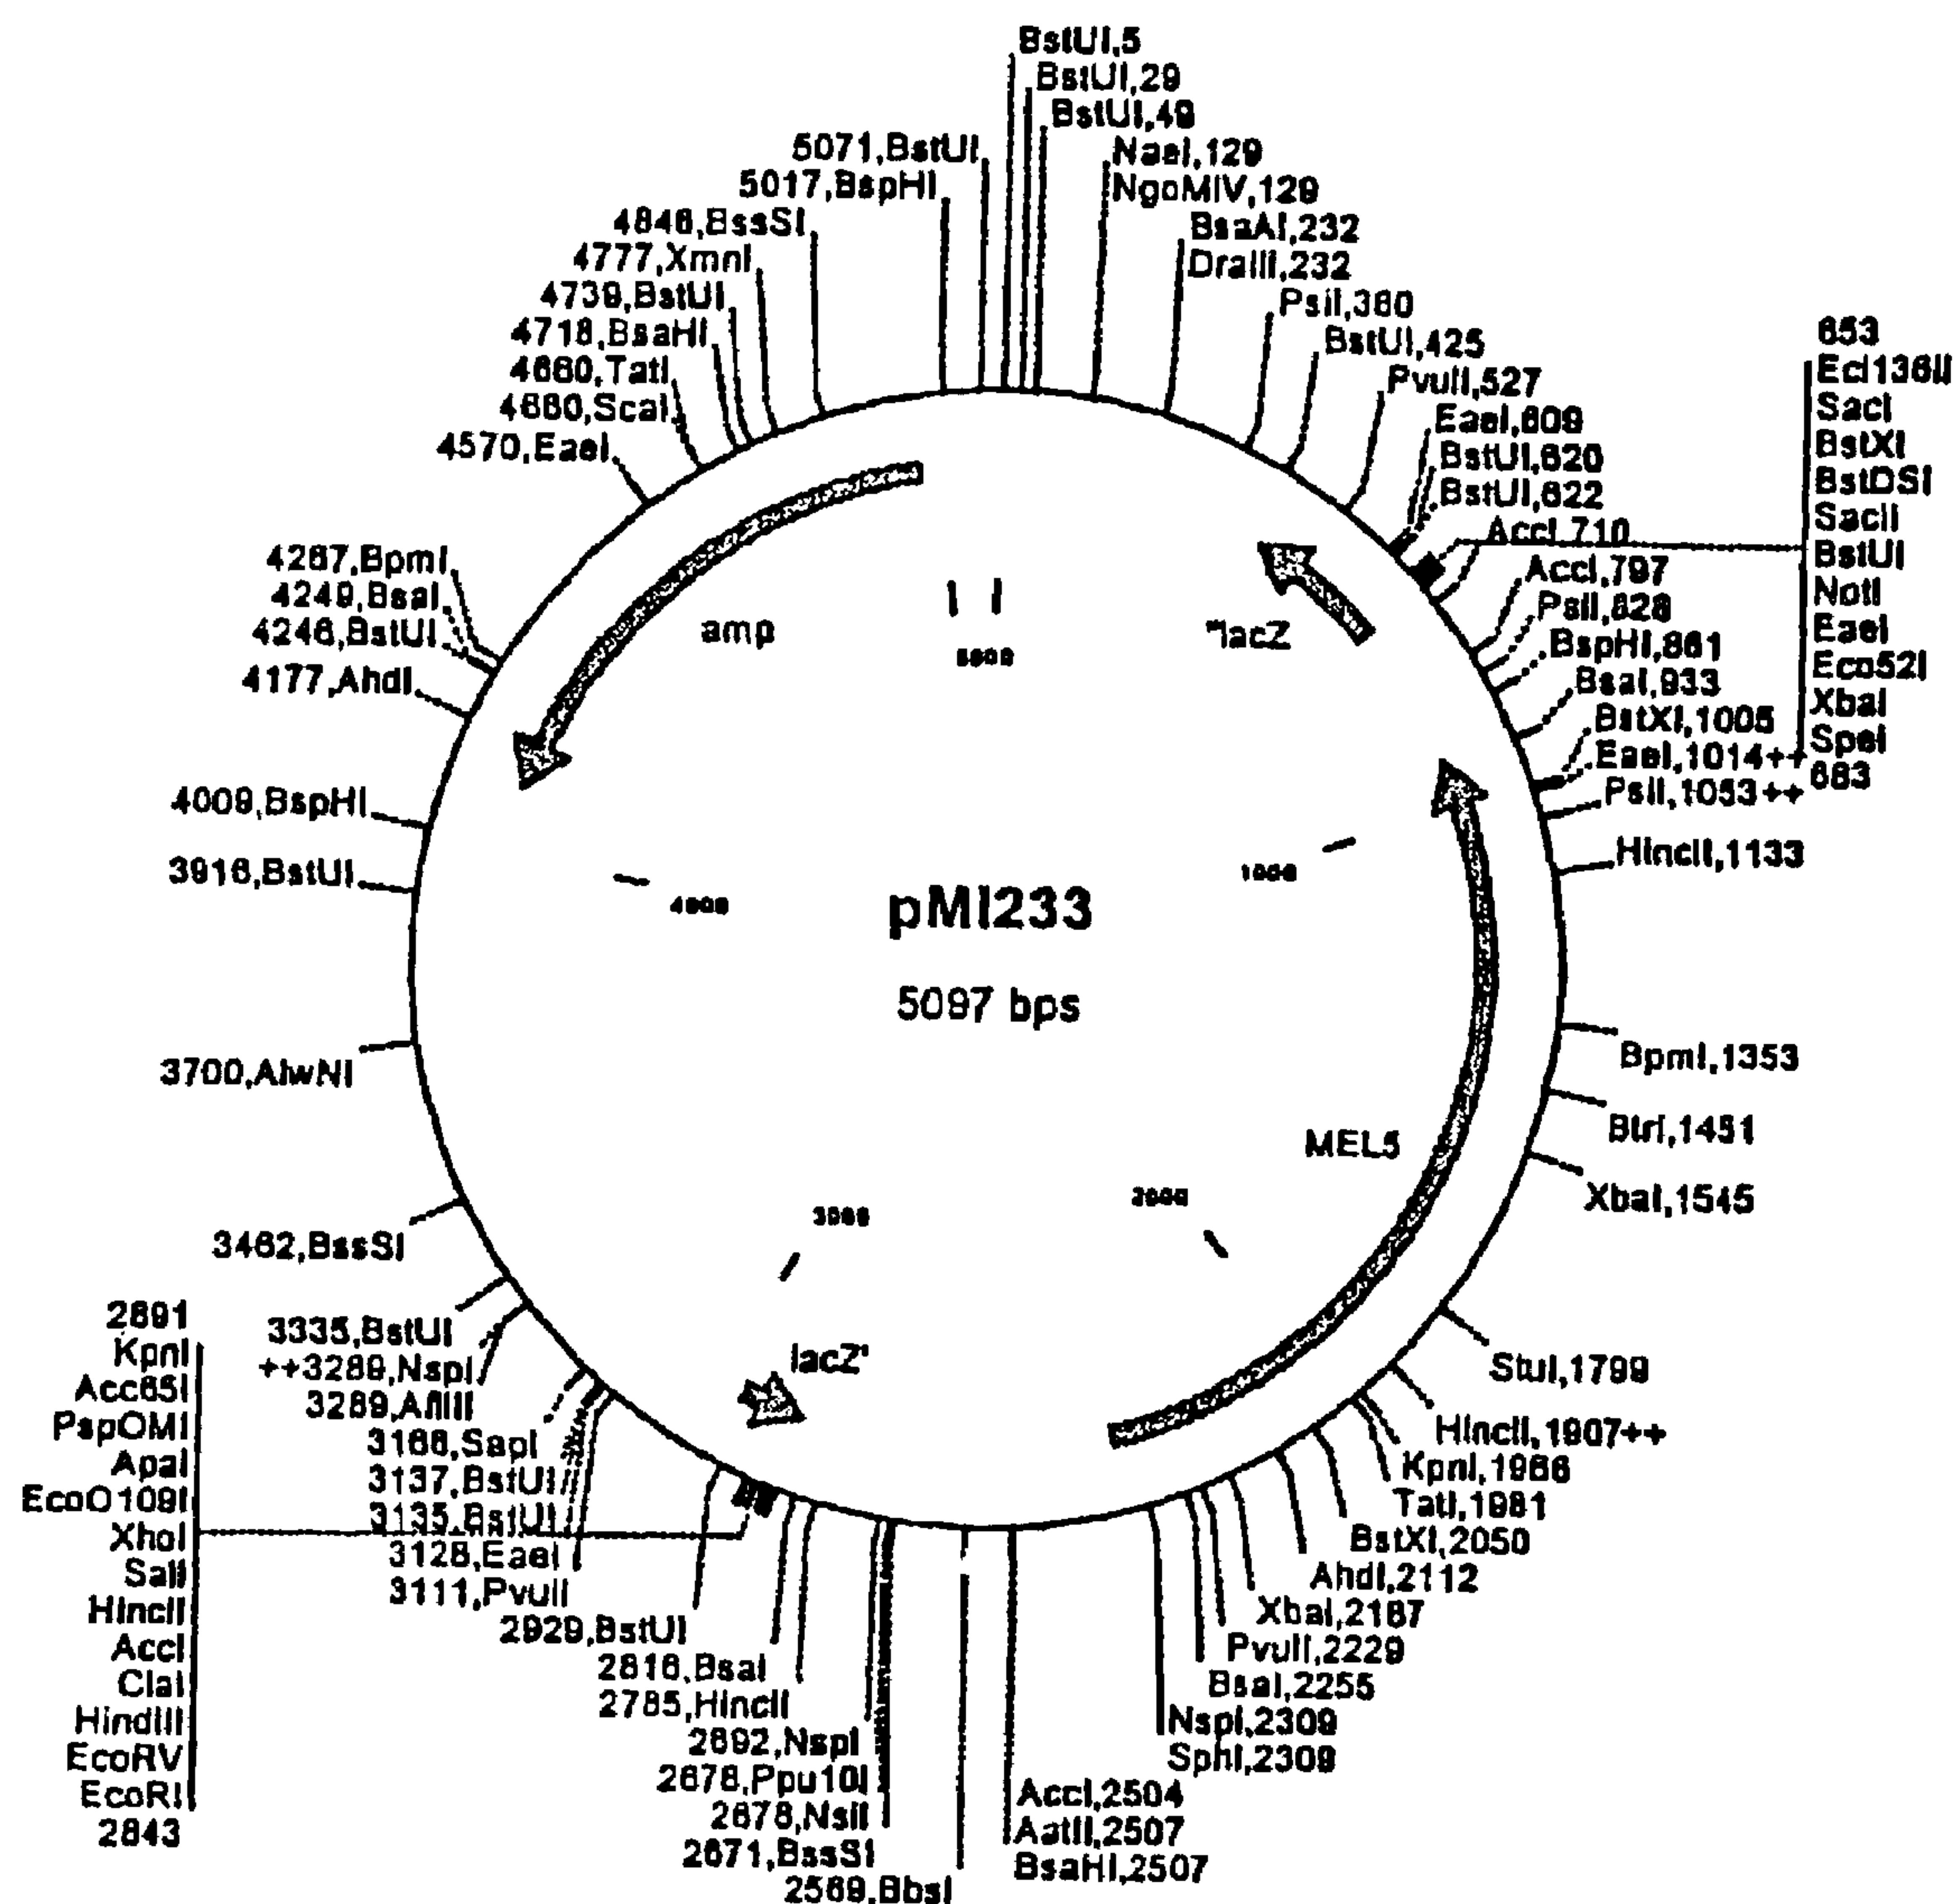 BstUI,5
BstUI,29
BstUI,49
NaeI,129
NgoMIV,129
BsaAI,232
DraIII,232
PsiI,360
BstUI,425
PvuII,527
EaeI,609
BstUI,620
BstUI,622
AccI,710
AccI,797
PsiI,828
BspHI,861
BsaI,933
BstXI,1005
EaeI,1014++
PsiI,1053++
HincII,1133
653
Ecl136II
SacI
BstXI
BstDSI
SacII
BstUI
NotI
EaeI
Eco52I
XbaI
SpeI
683
BpmI,1353
BtrI,1451
XbaI,1545
StuI,1799
HincII,1907++
KpnI,1966
TatI,1981
BstXI,2050
AhdI,2112
XbaI,2187
PvuII,2229
BsaI,2255
NspI,2309
SphI,2309
AccI,2504
AatII,2507
BsaHI,2507
2569,BbsI
2671,BssSI
2678,NsiI
2678,Ppu10I
2692,NspI
2785,HincII
2816,BsaI
2929,BstUI
3111,PvuII
3128,EaeI
3135,BstUI
3137,BstUI
3166,SapI
3289,AflIII
++3289,NspI
3335,BstUI
2891
KpnI
Acc65I
PspOMI
ApaI
EcoO109I
XhoI
SalI
HincII
AccI
ClaI
HindIII
EcoRV
EcoRI
2843
3462,BssSI
3700,AlwNI
3916,BstUI
4009,BspHI
4177,AhdI
4246,BstUI
4249,BsaI
4267,BpmI
4570,EaeI
4660,ScaI
4660,TatI
4718,BsaHI
4739,BstUI
4777,XmnI
4846,BssSI
5017,BspHI
5071,BstUI
amp
"lacZ
MEL5
lacZ'
1000
2000
3000
4000
5000
pMI233
5097 bps